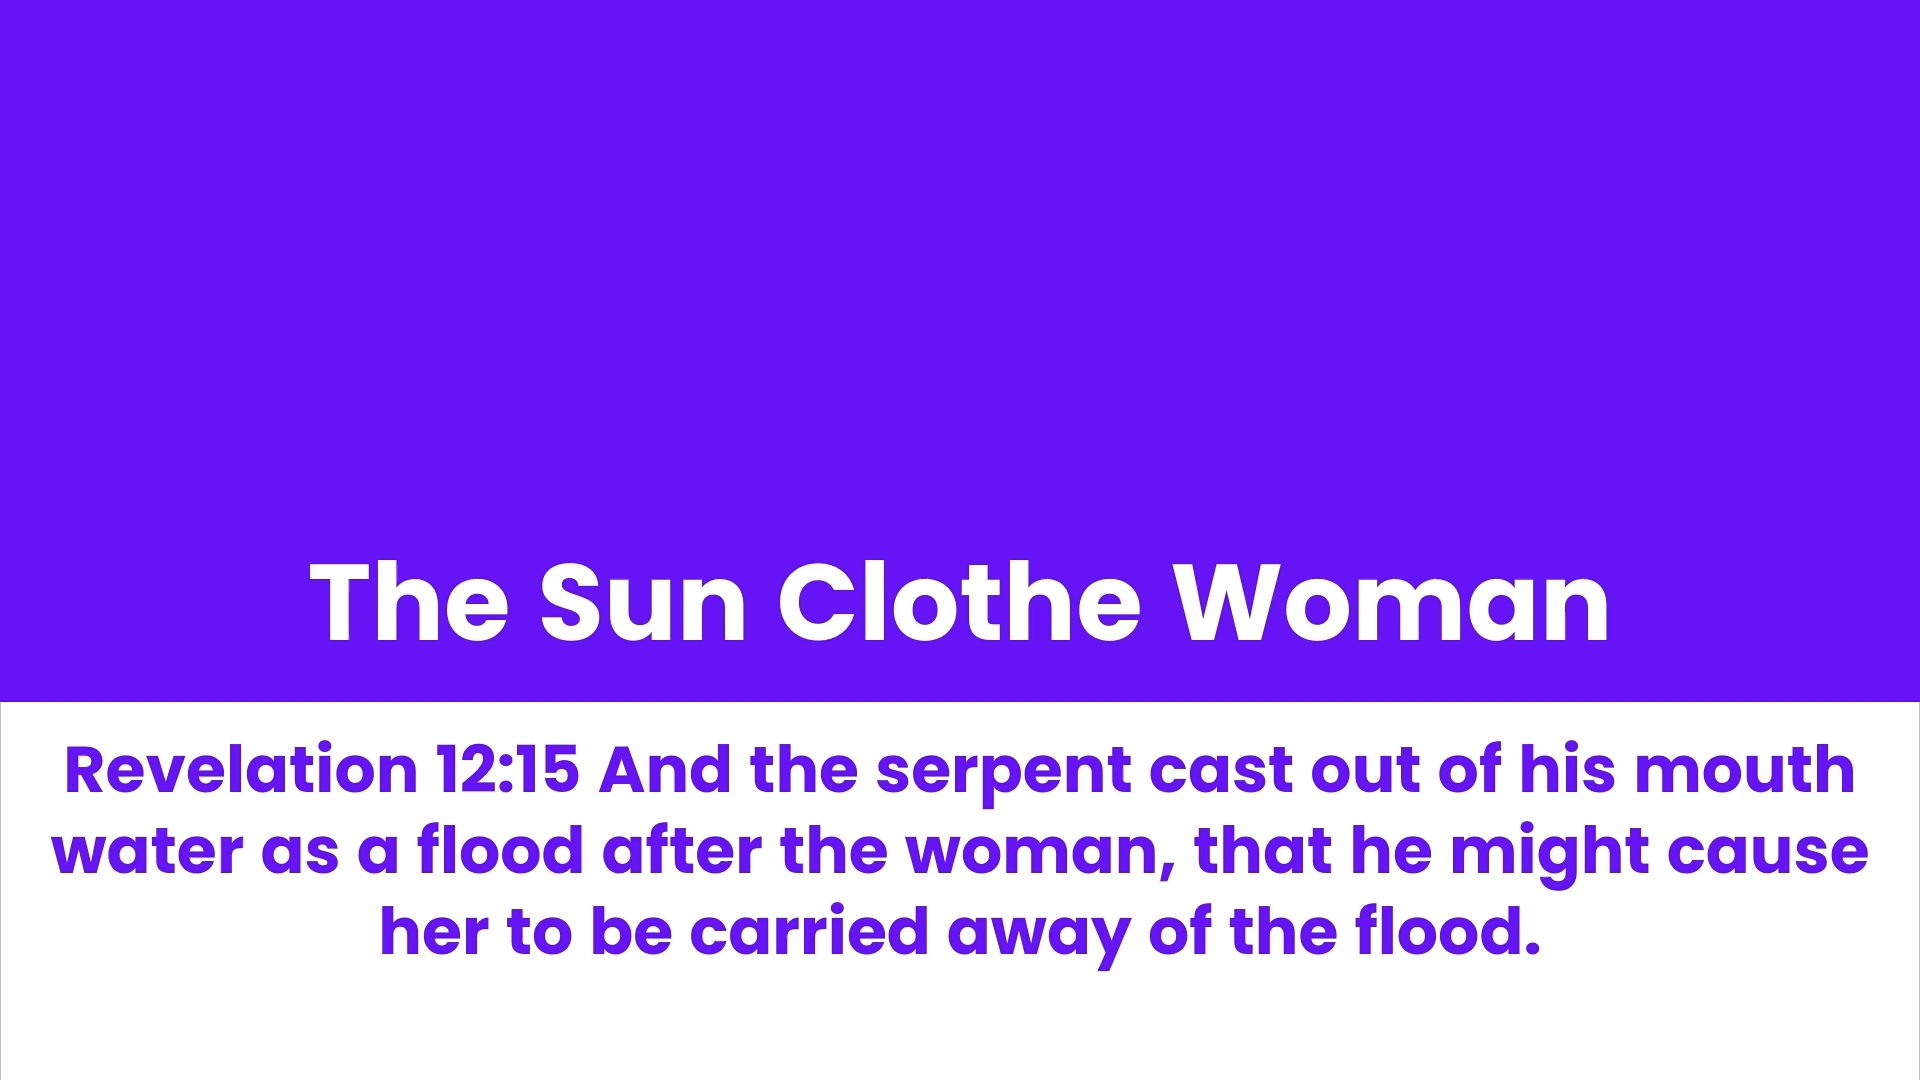 The Sun Clothe Woman
Revelation 12:15 And the serpent cast out of his mouth
water as a flood after the woman, that he might cause
her to be carried away of the flood.